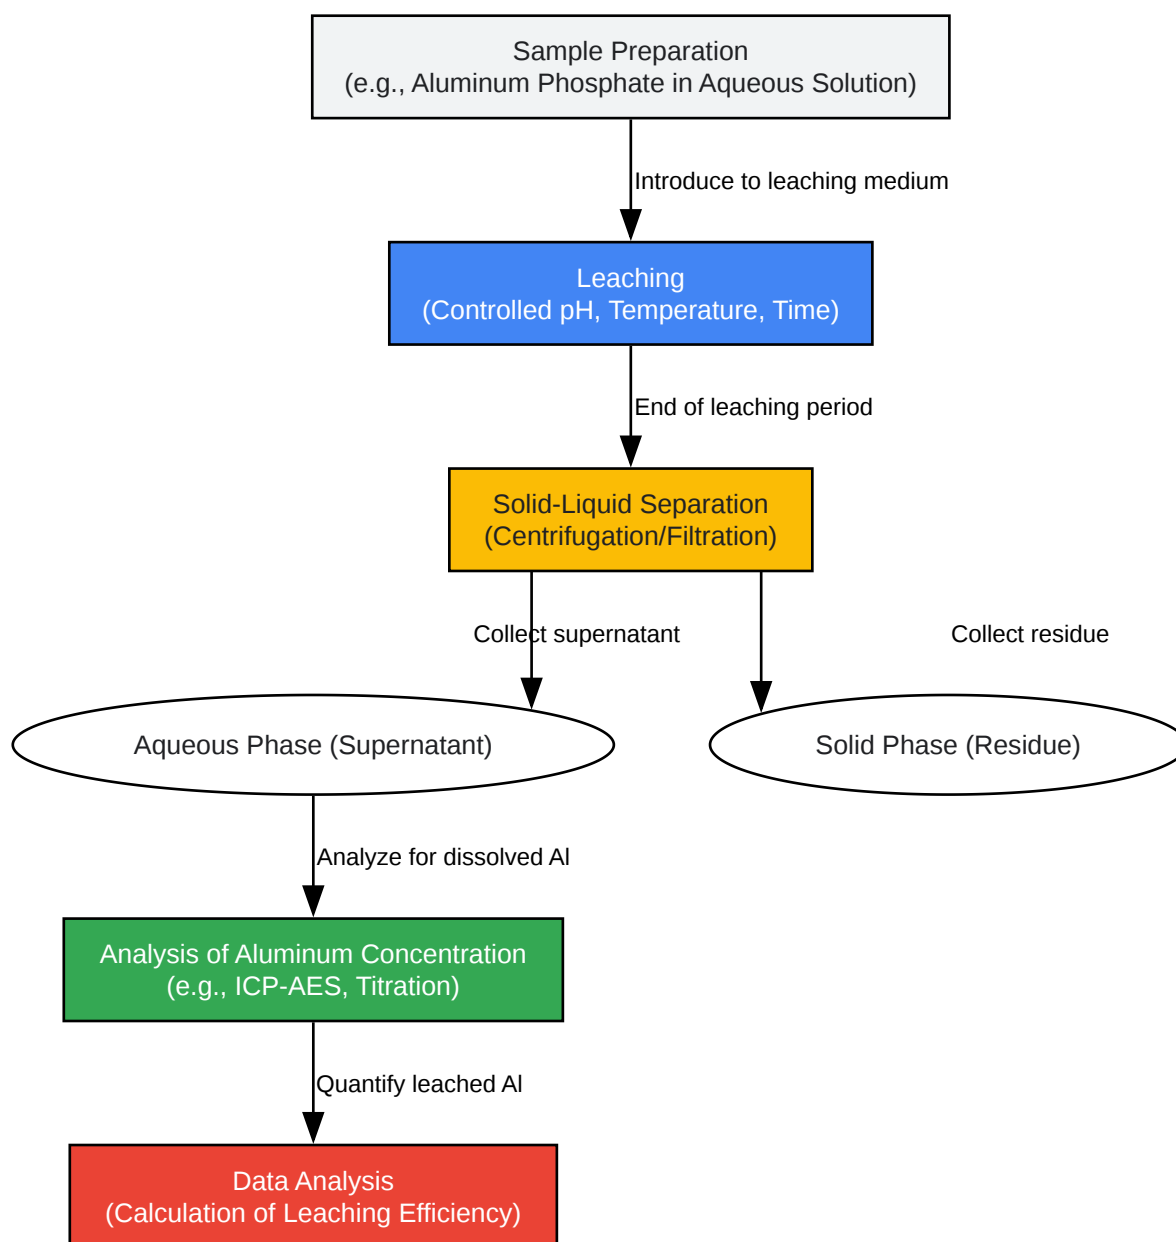 Sample Preparation
(e.g., Aluminum Phosphate in Aqueous Solution)
Introduce to leaching medium
Leaching
(Controlled pH, Temperature, Time)
End of leaching period
Solid-Liquid Separation
(Centrifugation/Filtration)
Collect supernatant
Collect residue
Aqueous Phase (Supernatant)
Solid Phase (Residue)
Analyze for dissolved Al
Analysis of Aluminum Concentration
(e.g., ICP-AES, Titration)
Quantify leached Al
Data Analysis
(Calculation of Leaching Efficiency)